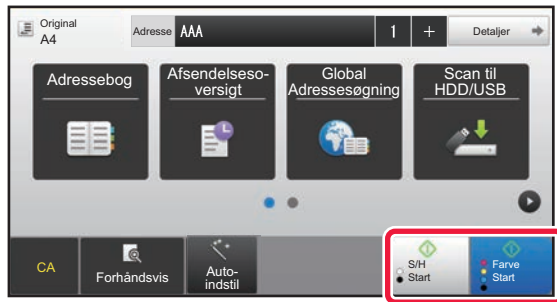 Original
A4
Adresse AAA 1 + Detaljer
Adressebog
Afsendelseso-
versigt
Global
Adressesøgning
Scan til
HDD/USB
CA
Forhåndsvis
Auto-
indstil
S/H
Start
Farve
Start